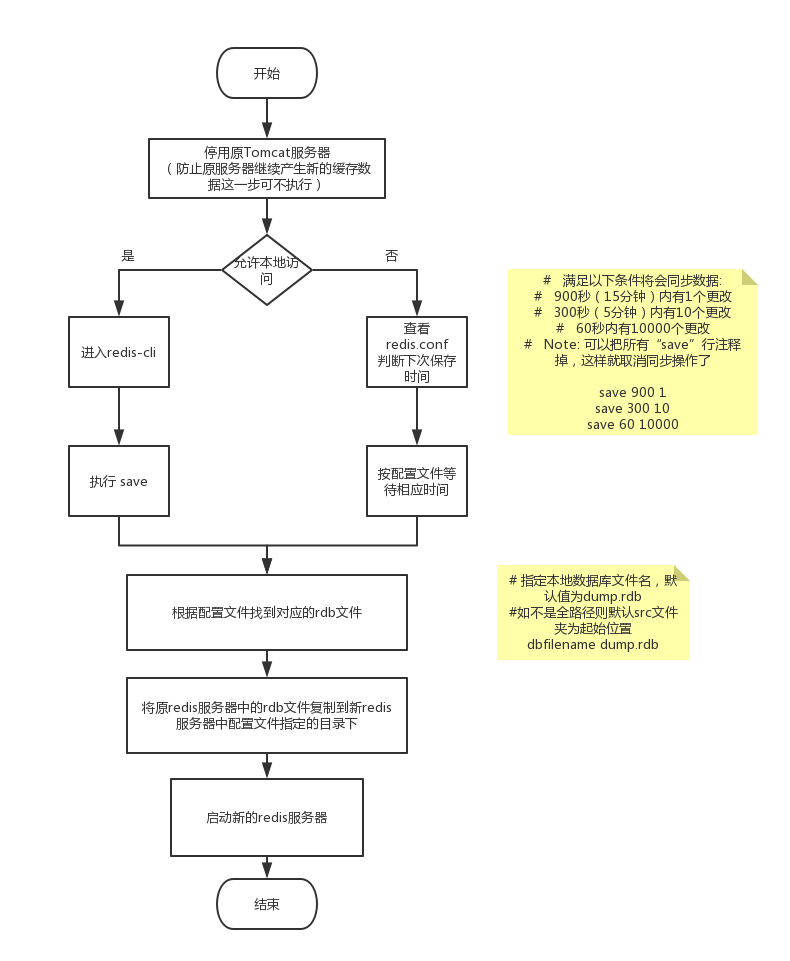 开始
停用原Tomcat服务器
（防止原服务器继续产生新的缓存数
据这一步可不执行）
是
允许本地访
问
否
进入redis-cli
查看
redis.conf
判断下次保存
时间
# 满足以下条件将会同步数据:
# 900秒（15分钟）内有1个更改
# 300秒（5分钟）内有10个更改
# 60秒内有10000个更改
# Note: 可以把所有“save”行注释
掉，这样就取消同步操作了
save 900 1
save 300 10
save 60 10000
执行 save
按配置文件等
待相应时间
根据配置文件找到对应的rdb文件
# 指定本地数据库文件名，默
认值为dump.rdb
#如不是全路径则默认src文件
夹为起始位置
dbfilename dump.rdb
将原redis服务器中的rdb文件复制到新redis
服务器中配置文件指定的目录下
启动新的redis服务器
结束